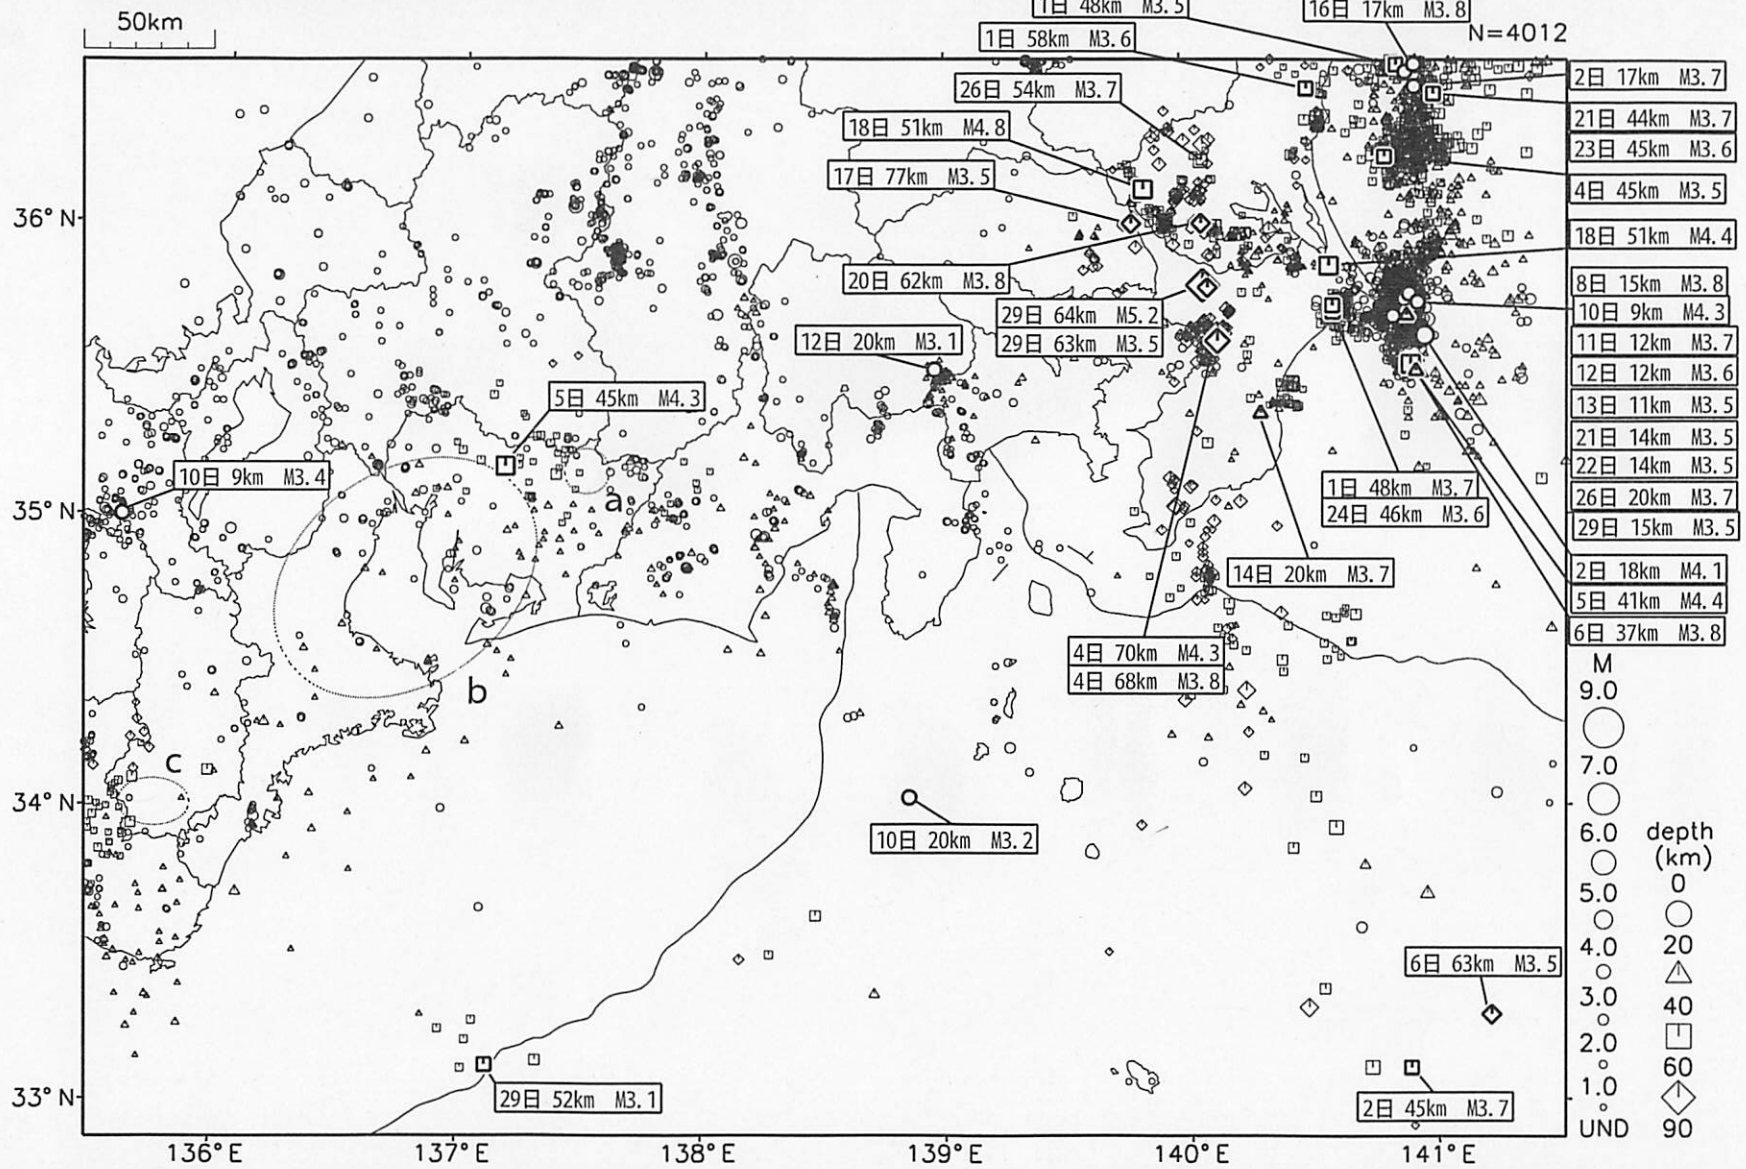 50km
1日 48km M3.5
16日 17km M3.8
1日 58km M3.6
N=4012
26日 54km M3.7
2日 17km M3.7
18日 51km M4.8
21日 44km M3.7
23日 45km M3.6
17日 77km M3.5
4日 45km M3.5
36°N
18日 51km M4.4
20日 62km M3.8
8日 15km M3.8
29日 64km M5.2
10日 9km M4.3
29日 63km M3.5
12日 20km M3.1
11日 12km M3.7
12日 12km M3.6
5日 45km M4.3
13日 11km M3.5
21日 14km M3.5
22日 14km M3.5
10日 9km M3.4
1日 48km M3.7
26日 20km M3.7
a
35°N
24日 46km M3.6
29日 15km M3.5
14日 20km M3.7
2日 18km M4.1
5日 41km M4.4
6日 37km M3.8
4日 70km M4.3
4日 68km M3.8
b
c
34°N
10日 20km M3.2
6日 63km M3.5
33°N
29日 52km M3.1
2日 45km M3.7
M
9.0
7.0
6.0
5.0
4.0
3.0
2.0
1.0
UND
depth
(km)
0
20
40
60
90
136°E
137°E
138°E
139°E
140°E
141°E